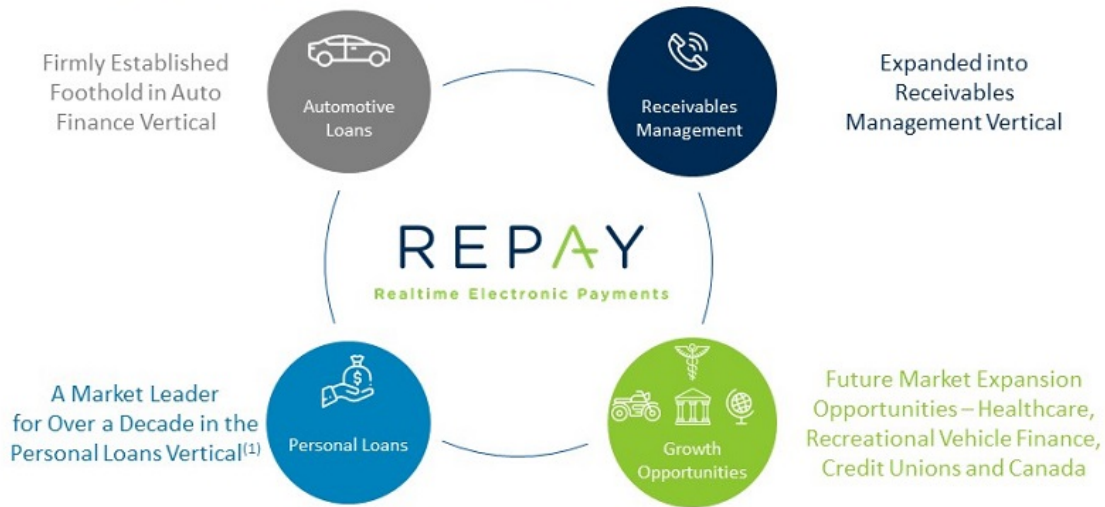 Firmly Established
Foothold in Auto
Finance Vertical
Automotive
Loans
Receivables
Management
Expanded into
Receivables
Management Vertical
REPAY
Realtime Electronic Payments
A Market Leader
for Over a Decade in the
Personal Loans Vertical(1)
$
Personal Loans
Growth
Opportunities
Future Market Expansion
Opportunities – Healthcare,
Recreational Vehicle Finance,
Credit Unions and Canada